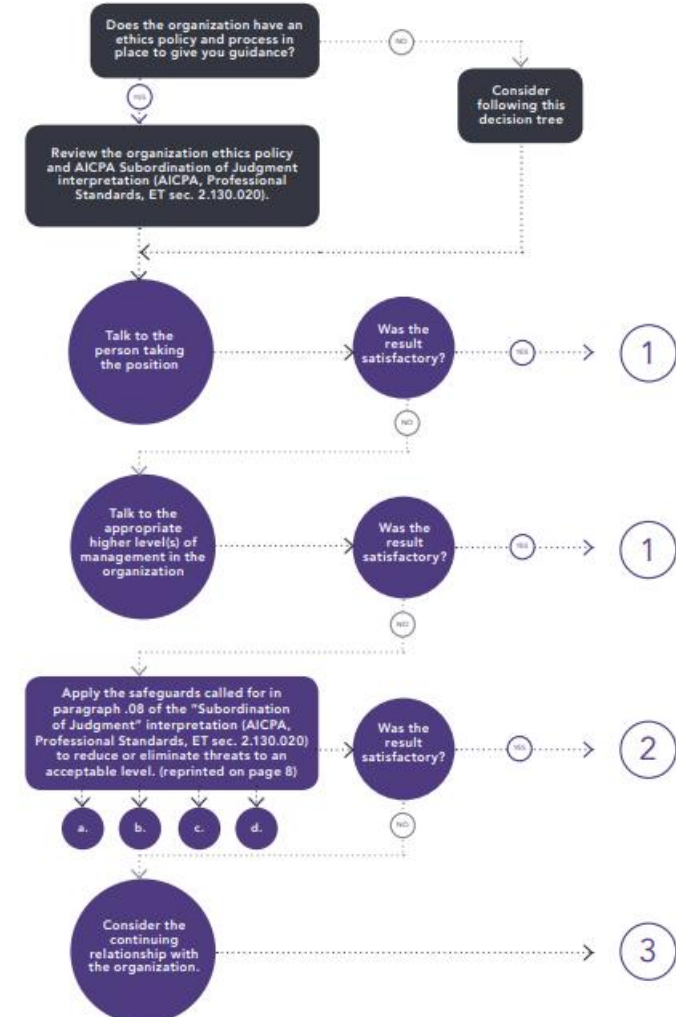 Does the organization have an
ethics policy and process in
place to give you guidance?
NO
YES
Consider
following this
decision tree
Review the organization ethics policy
and AICPA Subordination of Judgment
interpretation (AICPA, Professional
Standards, ET sec. 2.130.020).
Talk to the
person taking
the position
Was the
result
satisfactory?
YES
1
NO
Talk to the
appropriate
higher level(s) of
management in the
organization
Was the
result
satisfactory?
YES
1
NO
Apply the safeguards called for in
paragraph .08 of the "Subordination
of Judgment" interpretation (AICPA,
Professional Standards, ET sec. 2.130.020)
to reduce or eliminate threats to an
acceptable level. (reprinted on page 8)
Was the
result
satisfactory?
YES
2
a.
b.
c.
d.
NO
Consider the
continuing
relationship with
the organization.
3